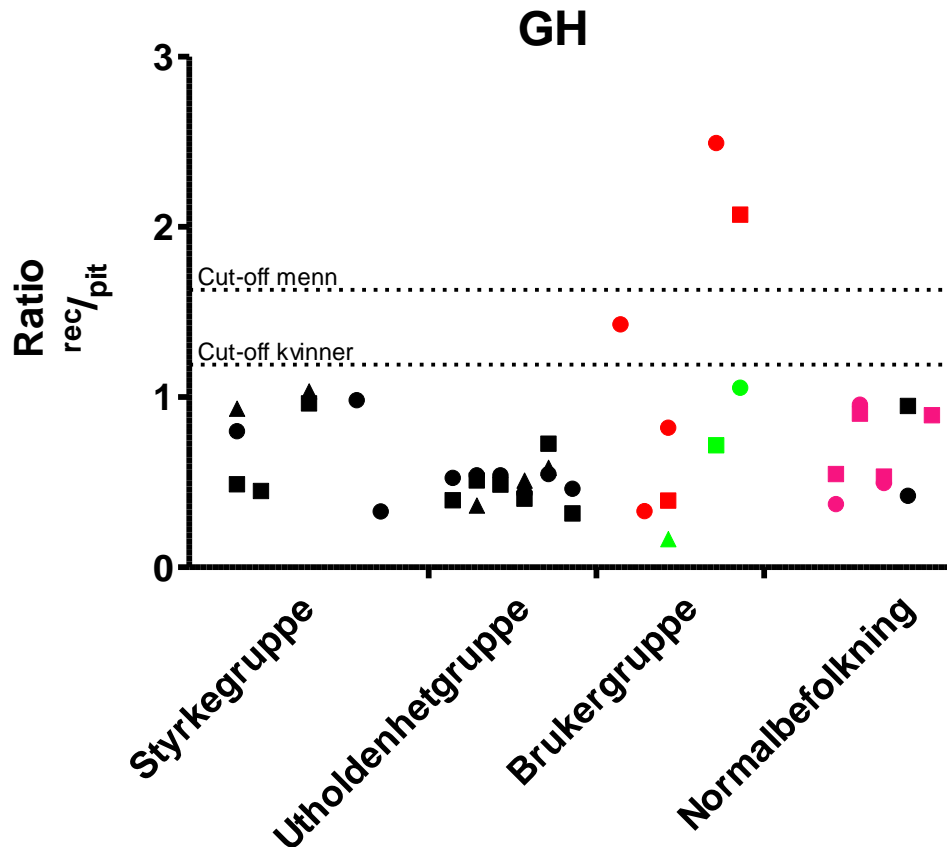 GH
3
2
1
0
Ratio
rec/pit
Cut-off menn
Cut-off kvinner
Styrkegruppe
Utholdenhetgruppe
Brukergruppe
Normalbefolkning